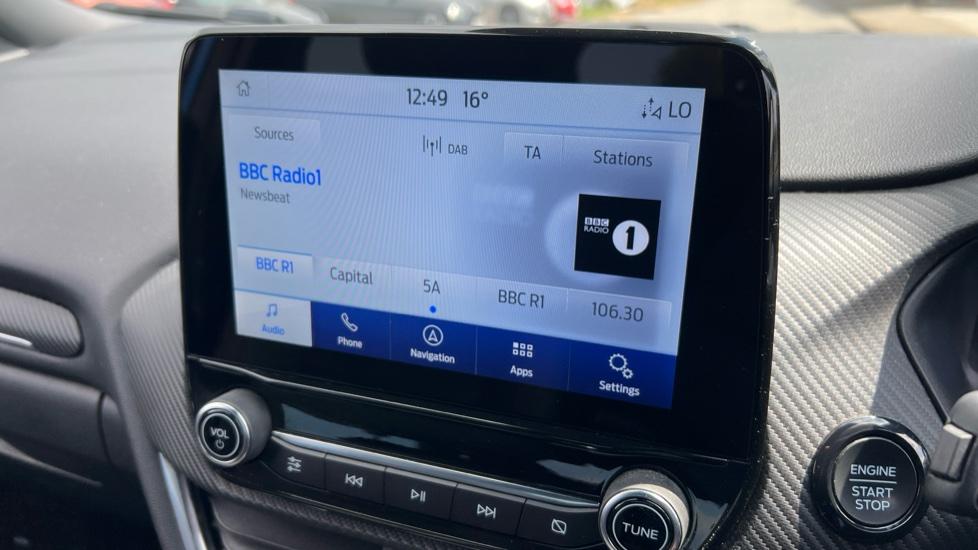 12:49 16° LO
Sources DAB TA Stations
BBC Radio1
Newsbeat
BBC
RADIO 1
BBC R1 Capital 5A BBC R1 106.30
Audio Phone Navigation Apps Settings
VOL
TUNE
ENGINE
START
STOP